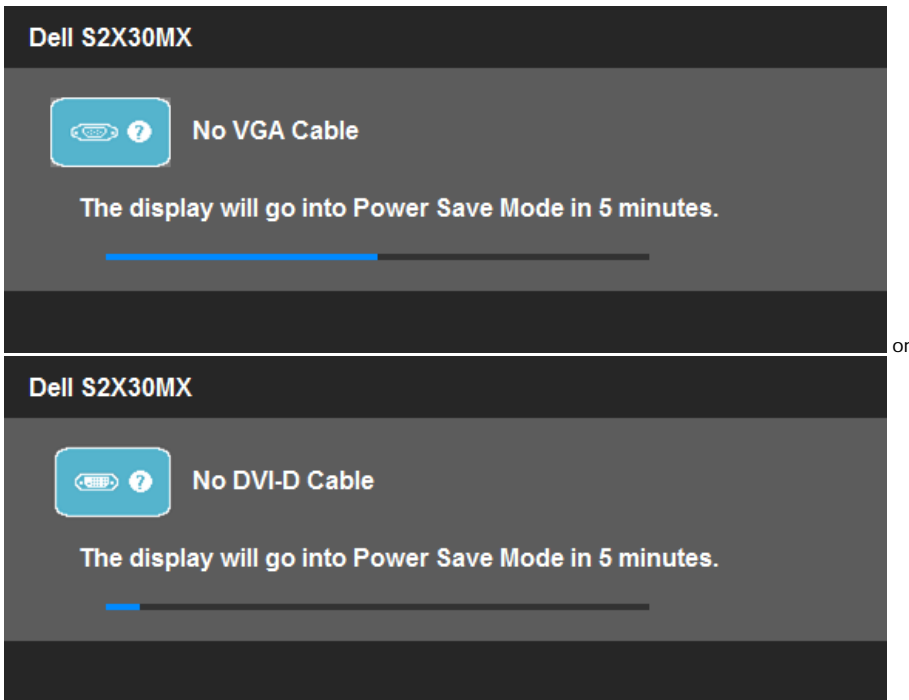 Dell S2X30MX
? No VGA Cable
The display will go into Power Save Mode in 5 minutes.
or
Dell S2X30MX
? No DVI-D Cable
The display will go into Power Save Mode in 5 minutes.